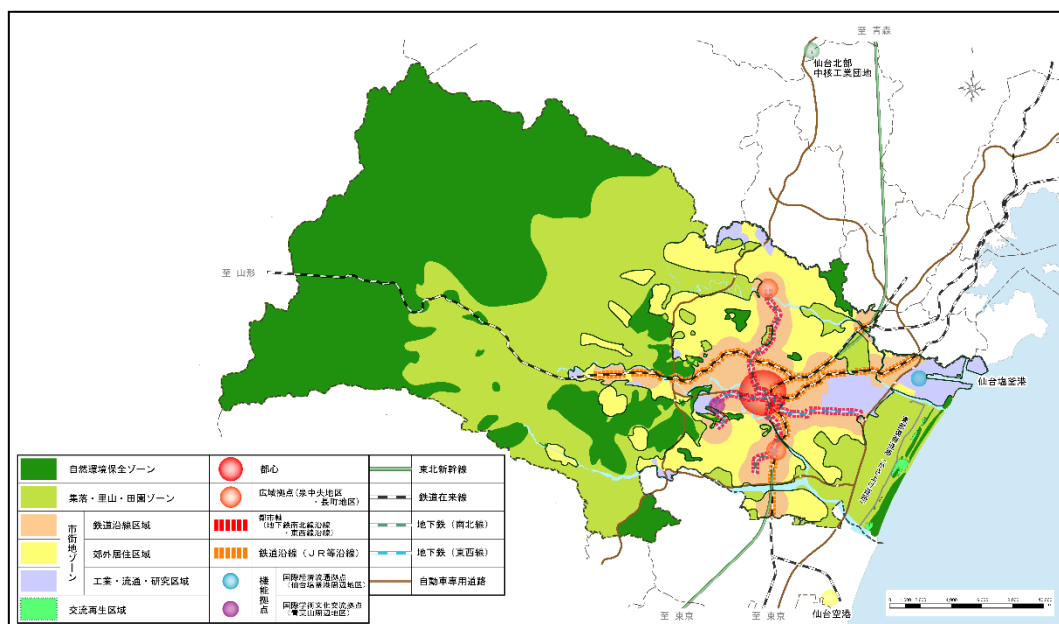 至 青森
仙台北部
中核工業団地
至 山形
仙台塩釜港
自然環境保全ゾーン
都心
東北新幹線
集落・里山・田園ゾーン
広域拠点(泉中央地区
・長町地区)
鉄道在来線
市街地ゾーン
鉄道沿線区域
都市軸
(地下鉄南北線沿線
・東西線沿線)
地下鉄(南北線)
郊外居住区域
鉄道沿線(JR等沿線)
地下鉄(東西線)
工業・流通・研究区域
機能拠点
国際経済流通拠点
(仙台塩釜港周辺地区)
自動車専用道路
交流再生区域
国際学術文化交流拠点
(青葉山周辺地区)
至 東京
至 東京
仙台空港